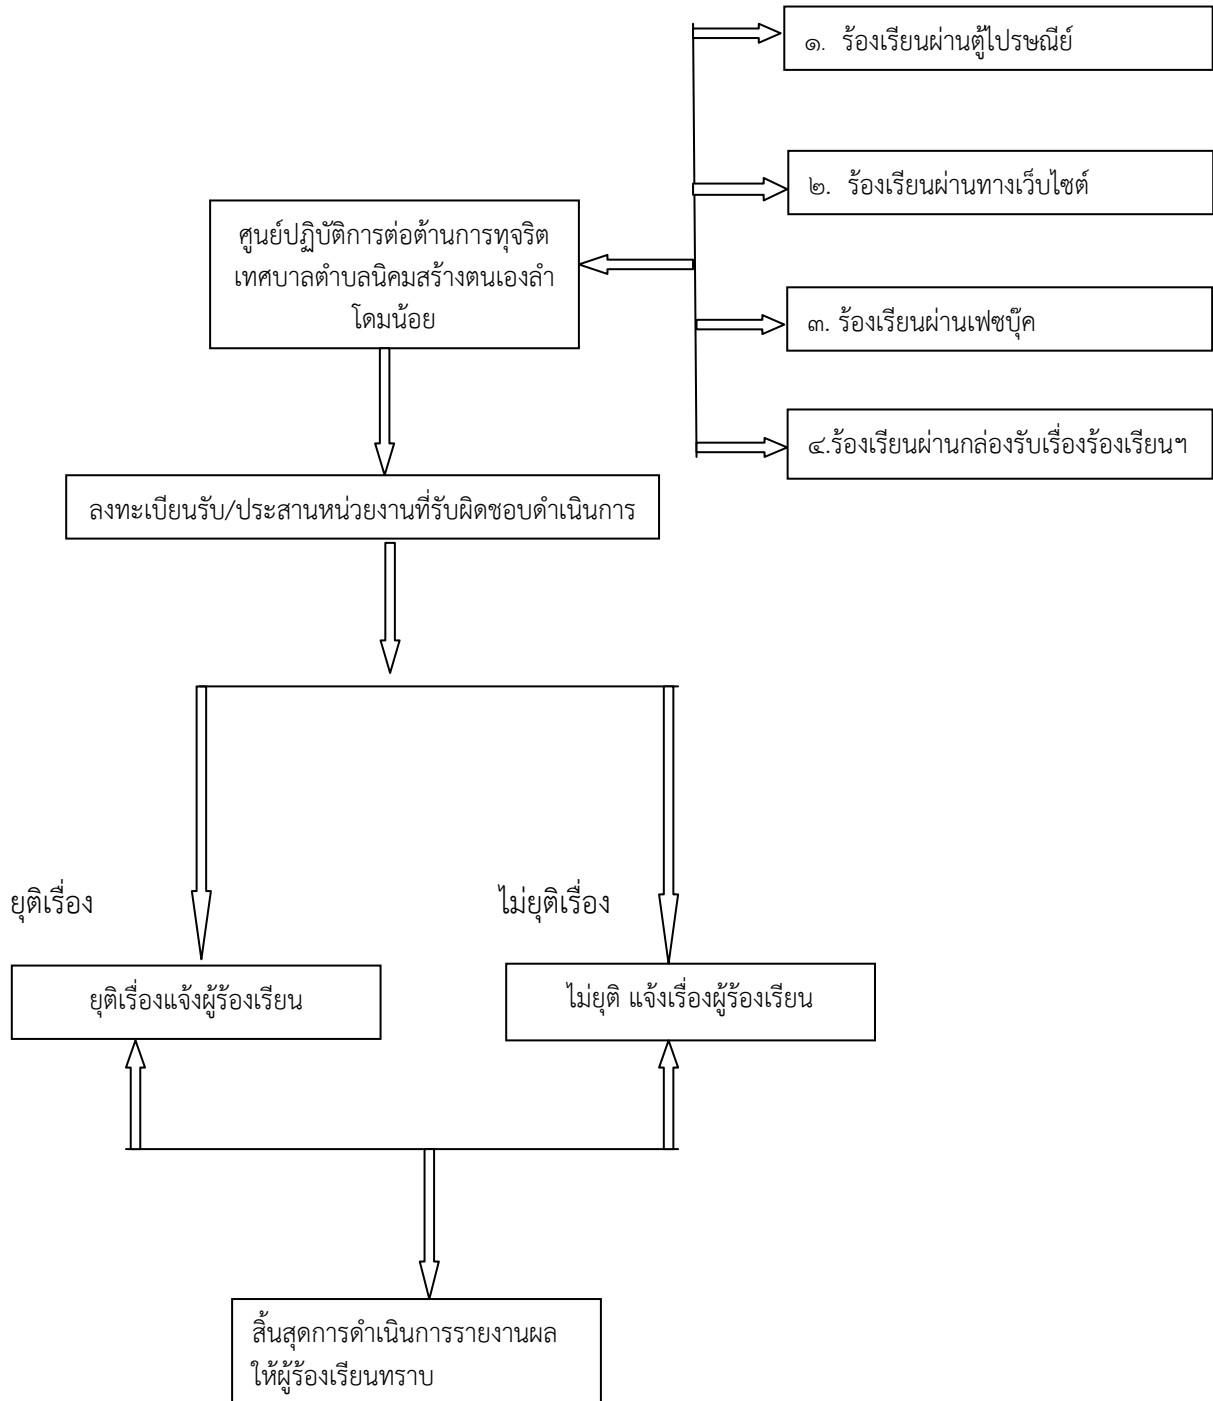 ๑. ร้องเรียนผ่านตู้ไปรษณีย์
๒. ร้องเรียนผ่านทางเว็บไซต์
ศูนย์ปฏิบัติการต่อต้านการทุจริต
เทศบาลตำบลนิคมสร้างตนเองลำ
โดมน้อย
๓. ร้องเรียนผ่านเฟซบุ๊ค
๔.ร้องเรียนผ่านกล่องรับเรื่องร้องเรียนฯ
ลงทะเบียนรับ/ประสานหน่วยงานที่รับผิดชอบดำเนินการ
ยุติเรื่อง
ไม่ยุติเรื่อง
ยุติเรื่องแจ้งผู้ร้องเรียน
ไม่ยุติ แจ้งเรื่องผู้ร้องเรียน
สิ้นสุดการดำเนินการรายงานผล
ให้ผู้ร้องเรียนทราบ